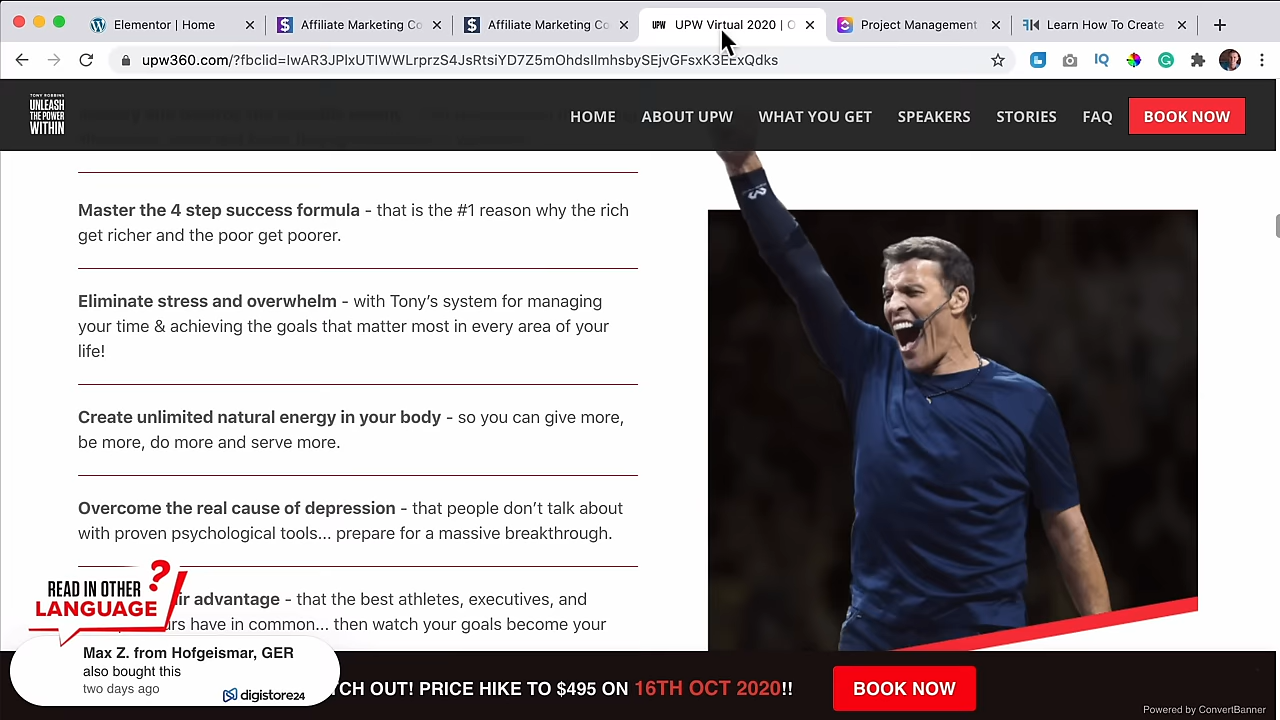 Elementor | Home
Affiliate Marketing Co
Affiliate Marketing Co
UPW UPW Virtual 2020 | O
Project Management
Learn How To Create
upw360.com/?fbclid=IwAR3JPlxUTIWWLrprzS4JsRtsiYD7Z5mOhdsIlmhsbySEjvGFsxK3EExQdks
TONY ROBBINS
UNLEASH
THE POWER
WITHIN
HOME
ABOUT UPW
WHAT YOU GET
SPEAKERS
STORIES
FAQ
BOOK NOW
Master the 4 step success formula - that is the #1 reason why the rich
get richer and the poor get poorer.
Eliminate stress and overwhelm - with Tony’s system for managing
your time & achieving the goals that matter most in every area of your
life!
Create unlimited natural energy in your body - so you can give more,
be more, do more and serve more.
Overcome the real cause of depression - that people don’t talk about
with proven psychological tools... prepare for a massive breakthrough.
advantage - that the best athletes, executives, and
have in common... then watch your goals become your
READ IN OTHER
LANGUAGE
?
Max Z. from Hofgeismar, GER
also bought this
two days ago
digistore24
TCH OUT! PRICE HIKE TO $495 ON 16TH OCT 2020!!
BOOK NOW
Powered by ConvertBanner